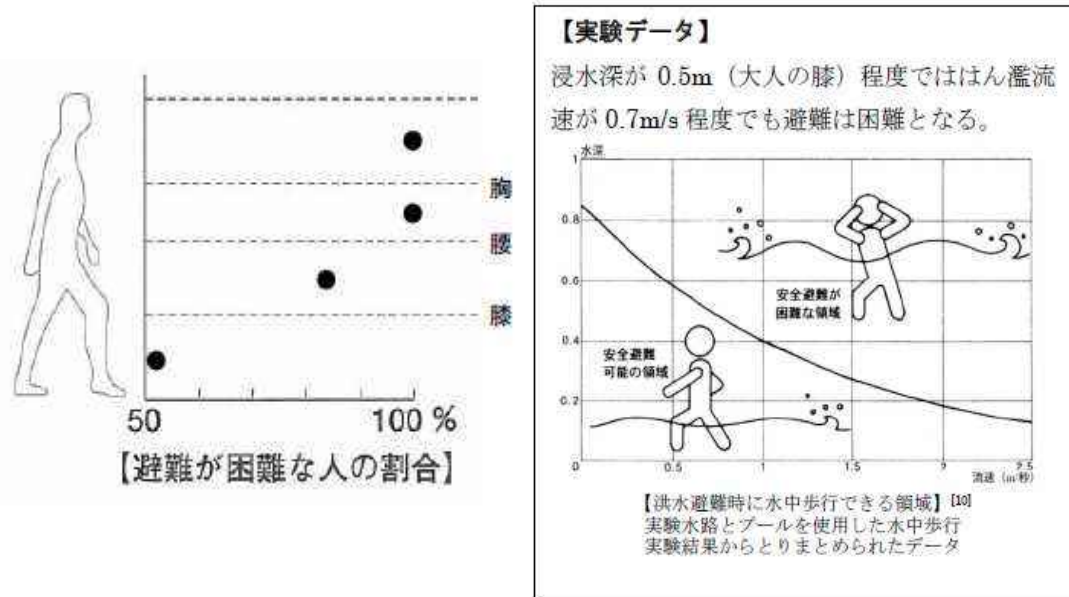 胸
腰
膝
50
100 %
【避難が困難な人の割合】
【実験データ】
浸水深が 0.5m（大人の膝）程度でははん濫流
速が 0.7m/s 程度でも避難は困難となる。
水深
1
0.8
0.6
0.4
0.2
0
0.5
1
1.5
2
2.5
流速（m/秒）
安全避難が
困難な領域
安全避難
可能の領域
【洪水避難時に水中歩行できる領域】[10]
実験水路とプールを使用した水中歩行
実験結果からとりまとめられたデータ